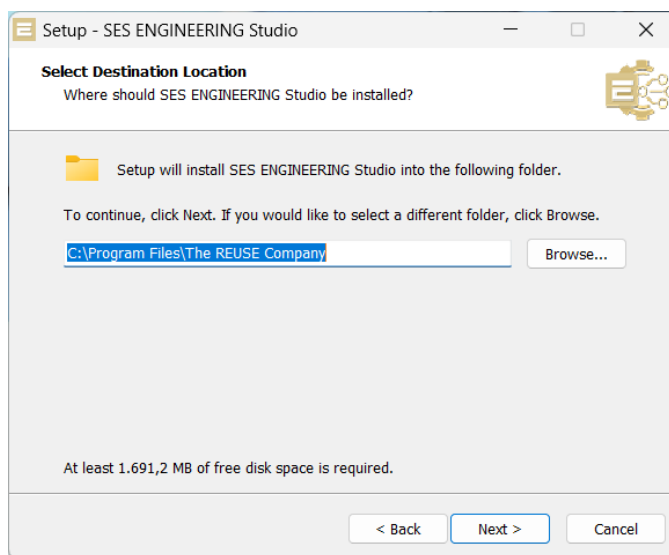 Setup - SES ENGINEERING Studio
Select Destination Location
Where should SES ENGINEERING Studio be installed?
Setup will install SES ENGINEERING Studio into the following folder.
To continue, click Next. If you would like to select a different folder, click Browse.
C:\Program Files\The REUSE Company
Browse...
At least 1.691,2 MB of free disk space is required.
< Back
Next >
Cancel